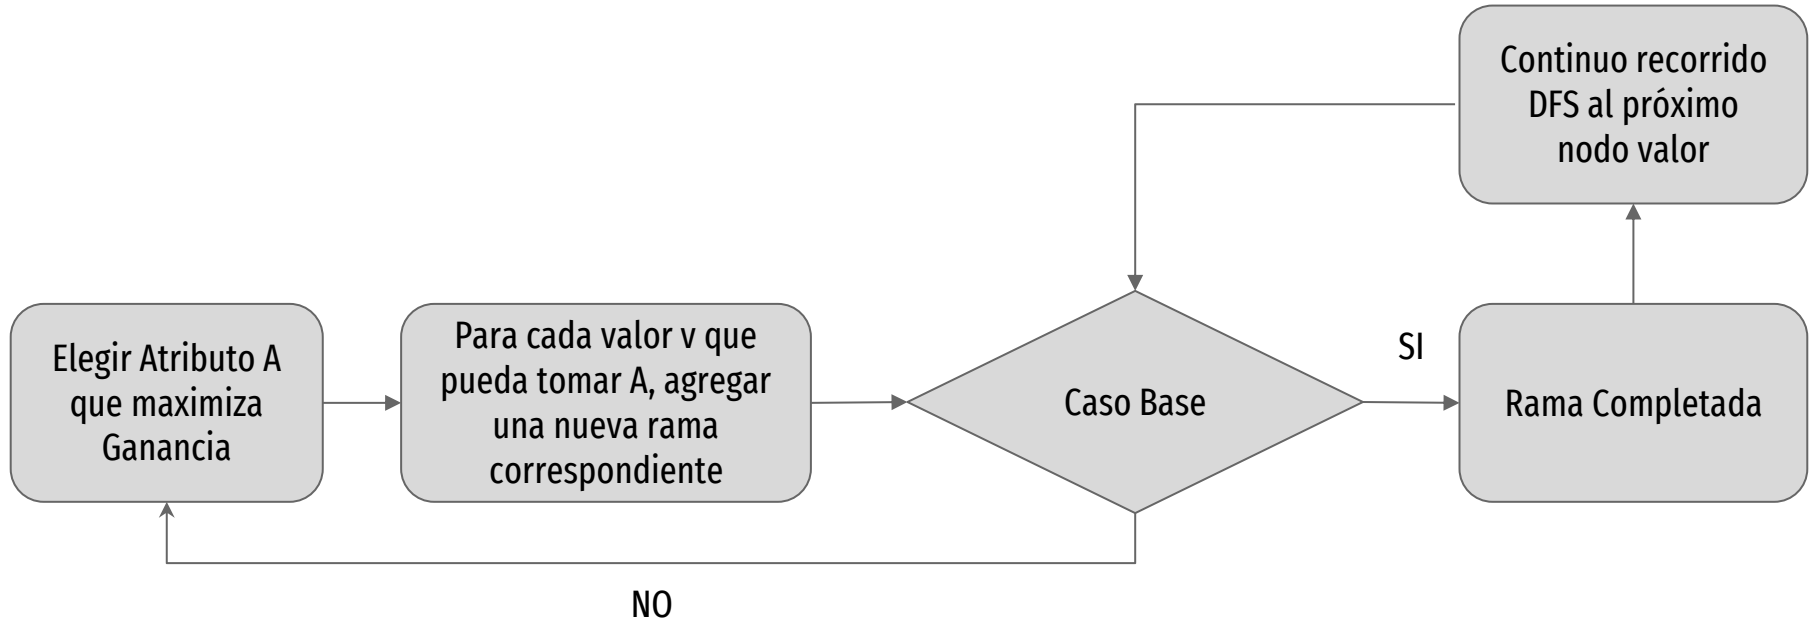 Continuo recorrido
DFS al próximo
nodo valor
Elegir Atributo A
que maximiza
Ganancia
Para cada valor v que
pueda tomar A, agregar
una nueva rama
correspondiente
Caso Base
SI
Rama Completada
NO